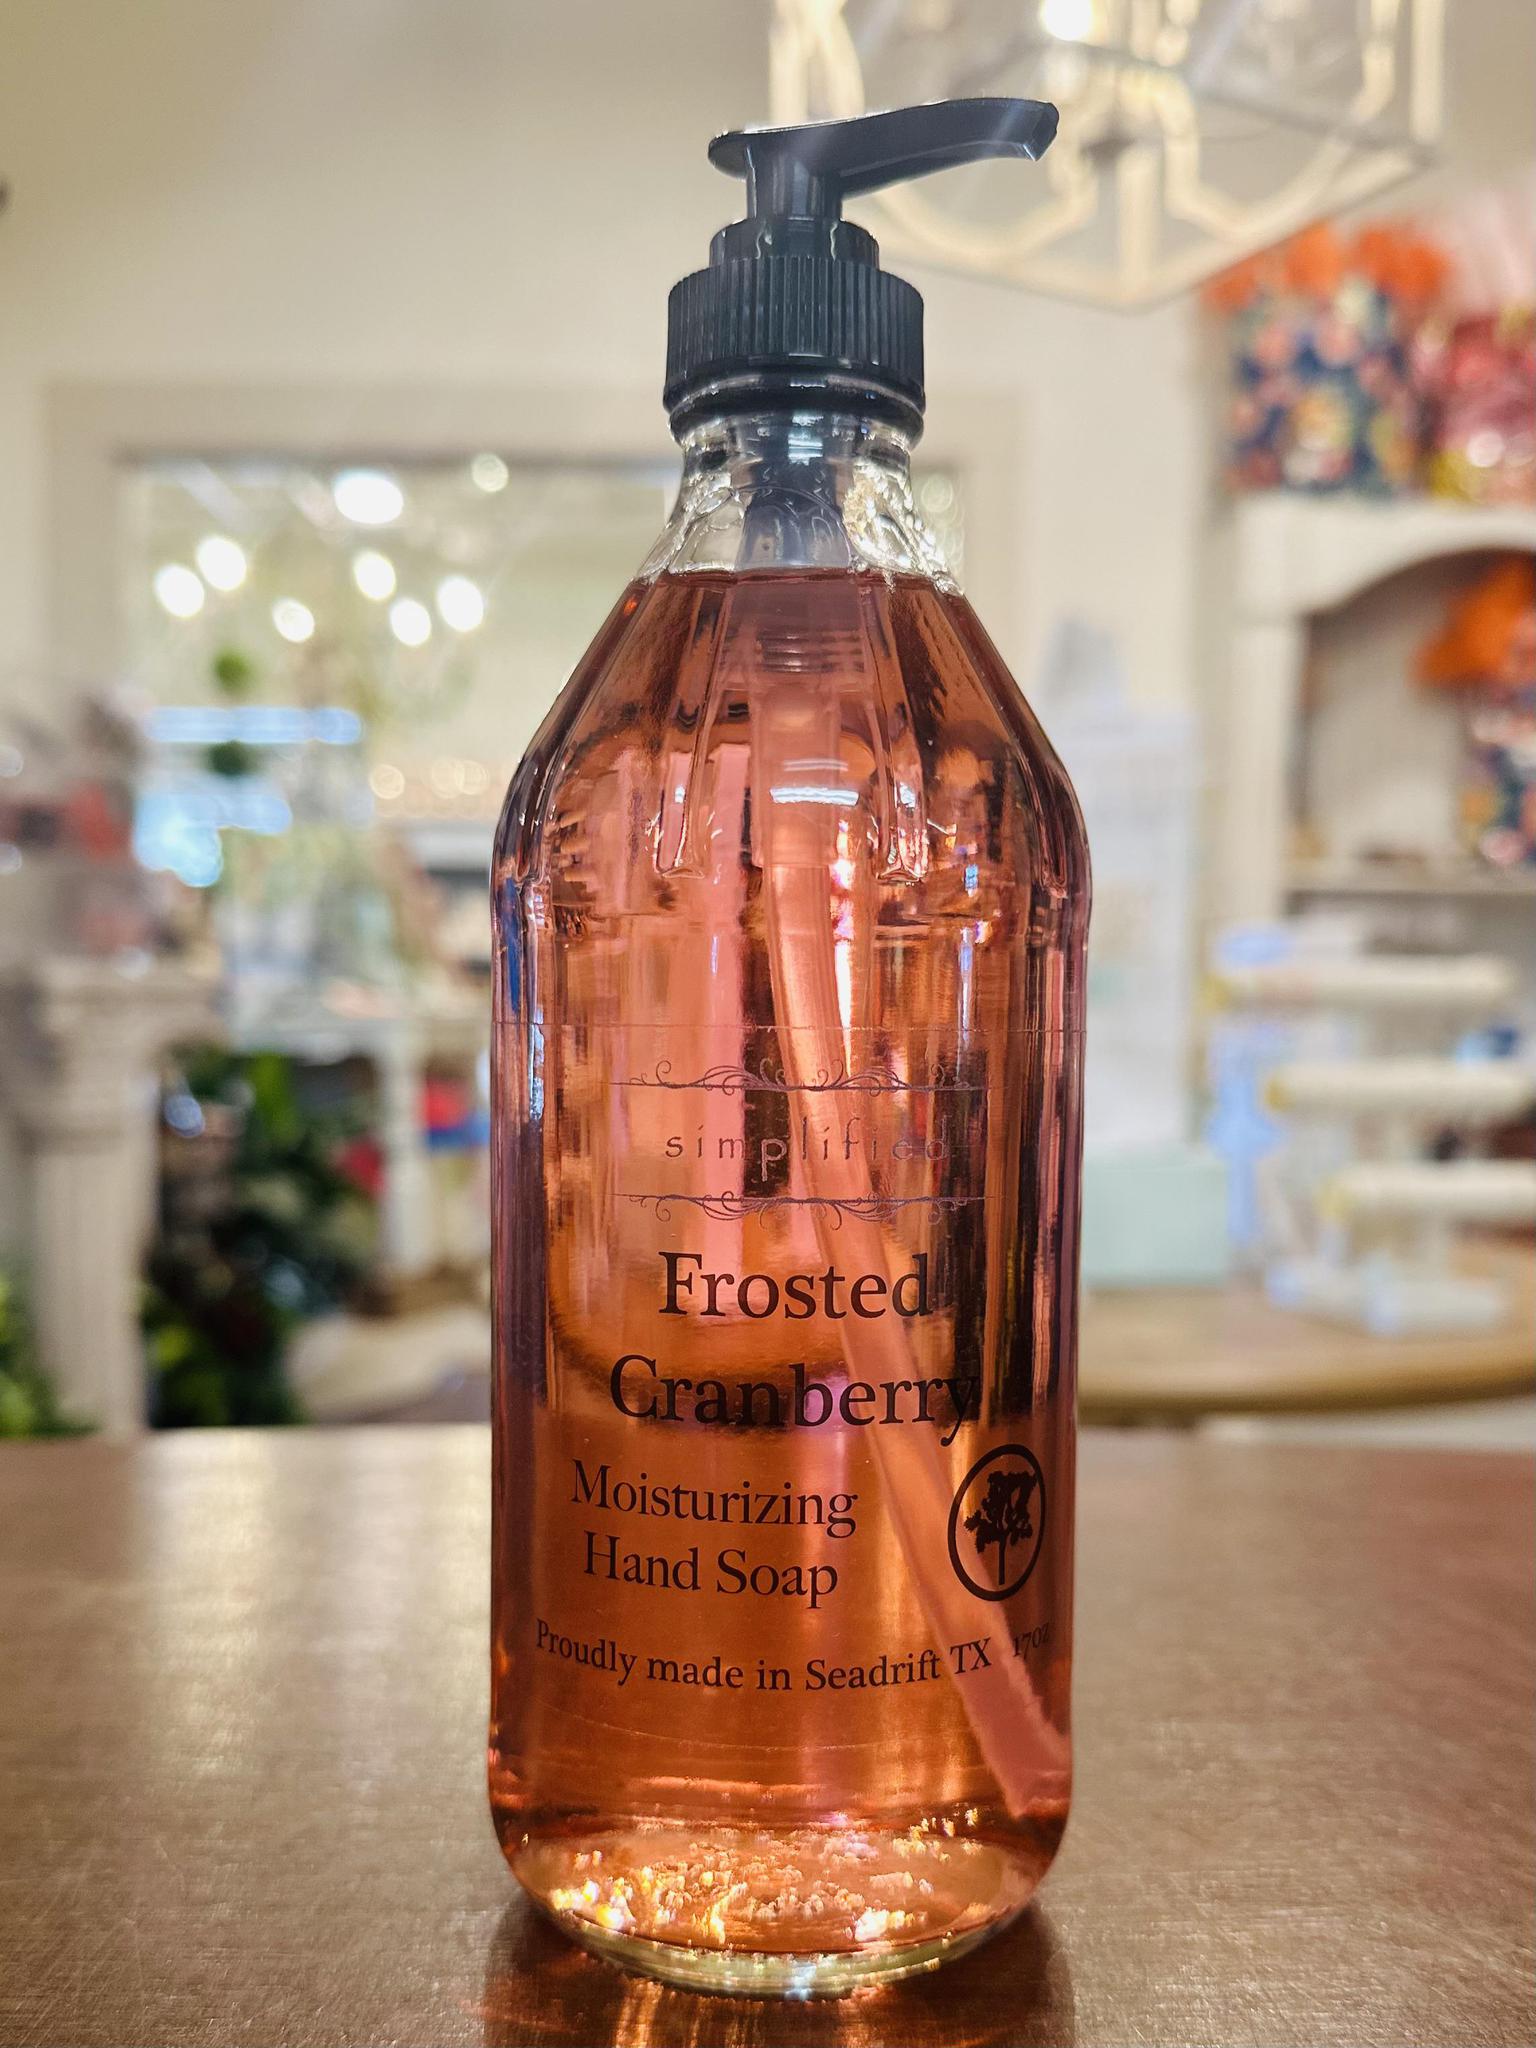 simplified
Frosted
Cranberry
Moisturizing
Hand Soap
Proudly made in Seadrift TX 17oz